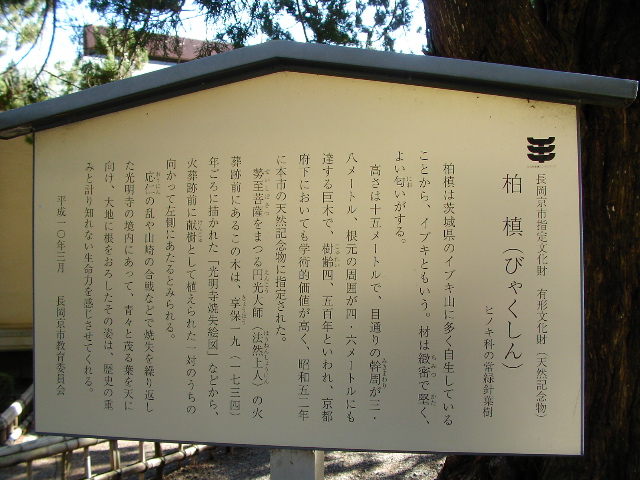 長岡京市指定文化財　有形文化財（天然記念物）
柏槙（びゃくしん）
ヒノキ科の常緑針葉樹
柏槙は茨城県のイブキ山に多く自生している
ことから、イブキともいう。材は緻密で堅く、
よい匂いがする。
高さは十五メートルで、目通りの幹周が三・
八メートル、根元の周囲が四・六メートルにも
達する巨木で、樹齢四、五百年といわれ、京都
府下においても学術的価値が高く、昭和五二年
に本市の天然記念物に指定された。
勢至菩薩をまつる円光大師（法然上人）の火
葬跡前にあるこの木は、享保一九（一七三四）
年ごろに描かれた「光明寺焼失絵図」などから、
火葬跡前に献樹として植えられた一対のうちの
向かって左側にあたるとみられる。
応仁の乱や山崎の合戦などで焼失を繰り返し
た光明寺の境内にあって、青々と茂る葉を天に
向け、大地に根をおろしたその姿は、歴史の重
みと計り知れない生命力を感じさせてくれる。
平成一〇年三月　長岡京市教育委員会